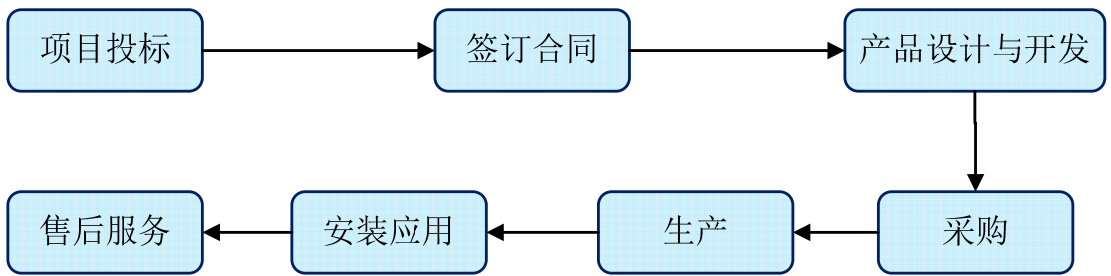 项目投标
签订合同
产品设计与开发
售后服务
安装应用
生产
采购